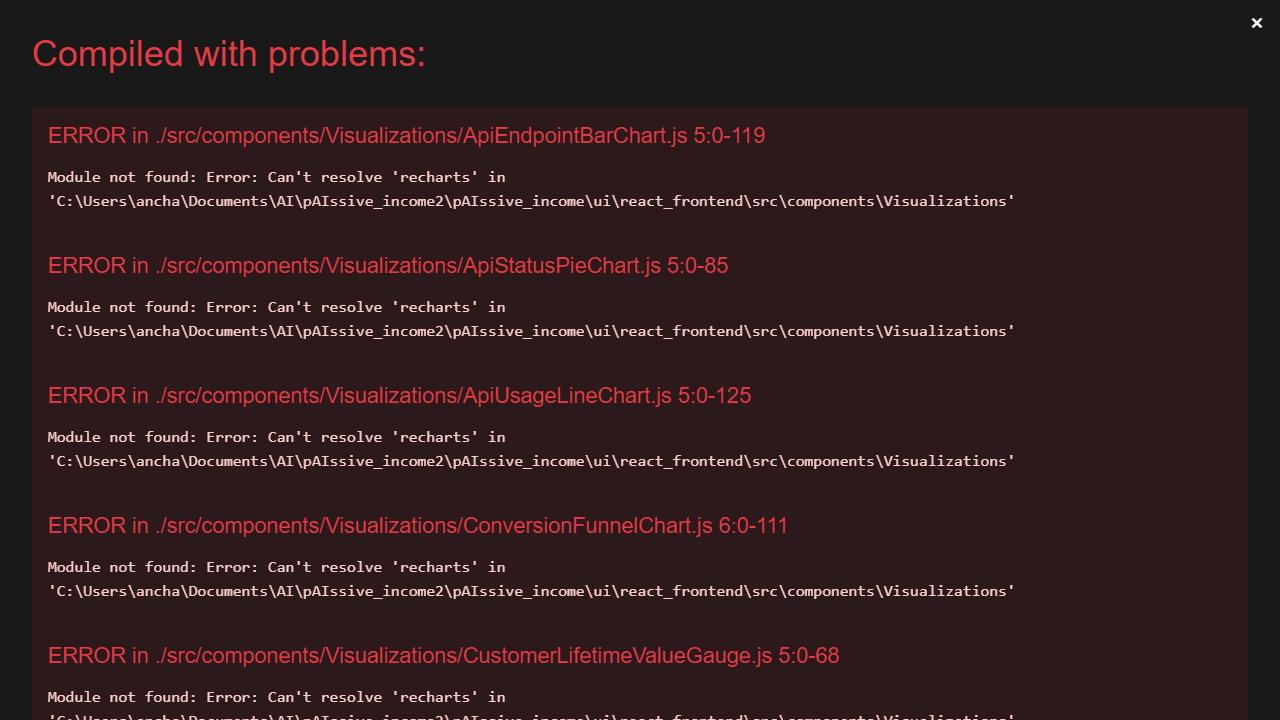 ×
Compiled with problems:
ERROR in ./src/components/Visualizations/ApiEndpointBarChart.js 5:0-119
Module not found: Error: Can't resolve 'recharts' in
'C:\Users\ancha\Documents\AI\pAIssive_income2\pAIssive_income\ui\react_frontend\src\components\Visualizations'
ERROR in ./src/components/Visualizations/ApiStatusPieChart.js 5:0-85
Module not found: Error: Can't resolve 'recharts' in
'C:\Users\ancha\Documents\AI\pAIssive_income2\pAIssive_income\ui\react_frontend\src\components\Visualizations'
ERROR in ./src/components/Visualizations/ApiUsageLineChart.js 5:0-125
Module not found: Error: Can't resolve 'recharts' in
'C:\Users\ancha\Documents\AI\pAIssive_income2\pAIssive_income\ui\react_frontend\src\components\Visualizations'
ERROR in ./src/components/Visualizations/ConversionFunnelChart.js 6:0-111
Module not found: Error: Can't resolve 'recharts' in
'C:\Users\ancha\Documents\AI\pAIssive_income2\pAIssive_income\ui\react_frontend\src\components\Visualizations'
ERROR in ./src/components/Visualizations/CustomerLifetimeValueGauge.js 5:0-68
Module not found: Error: Can't resolve 'recharts' in